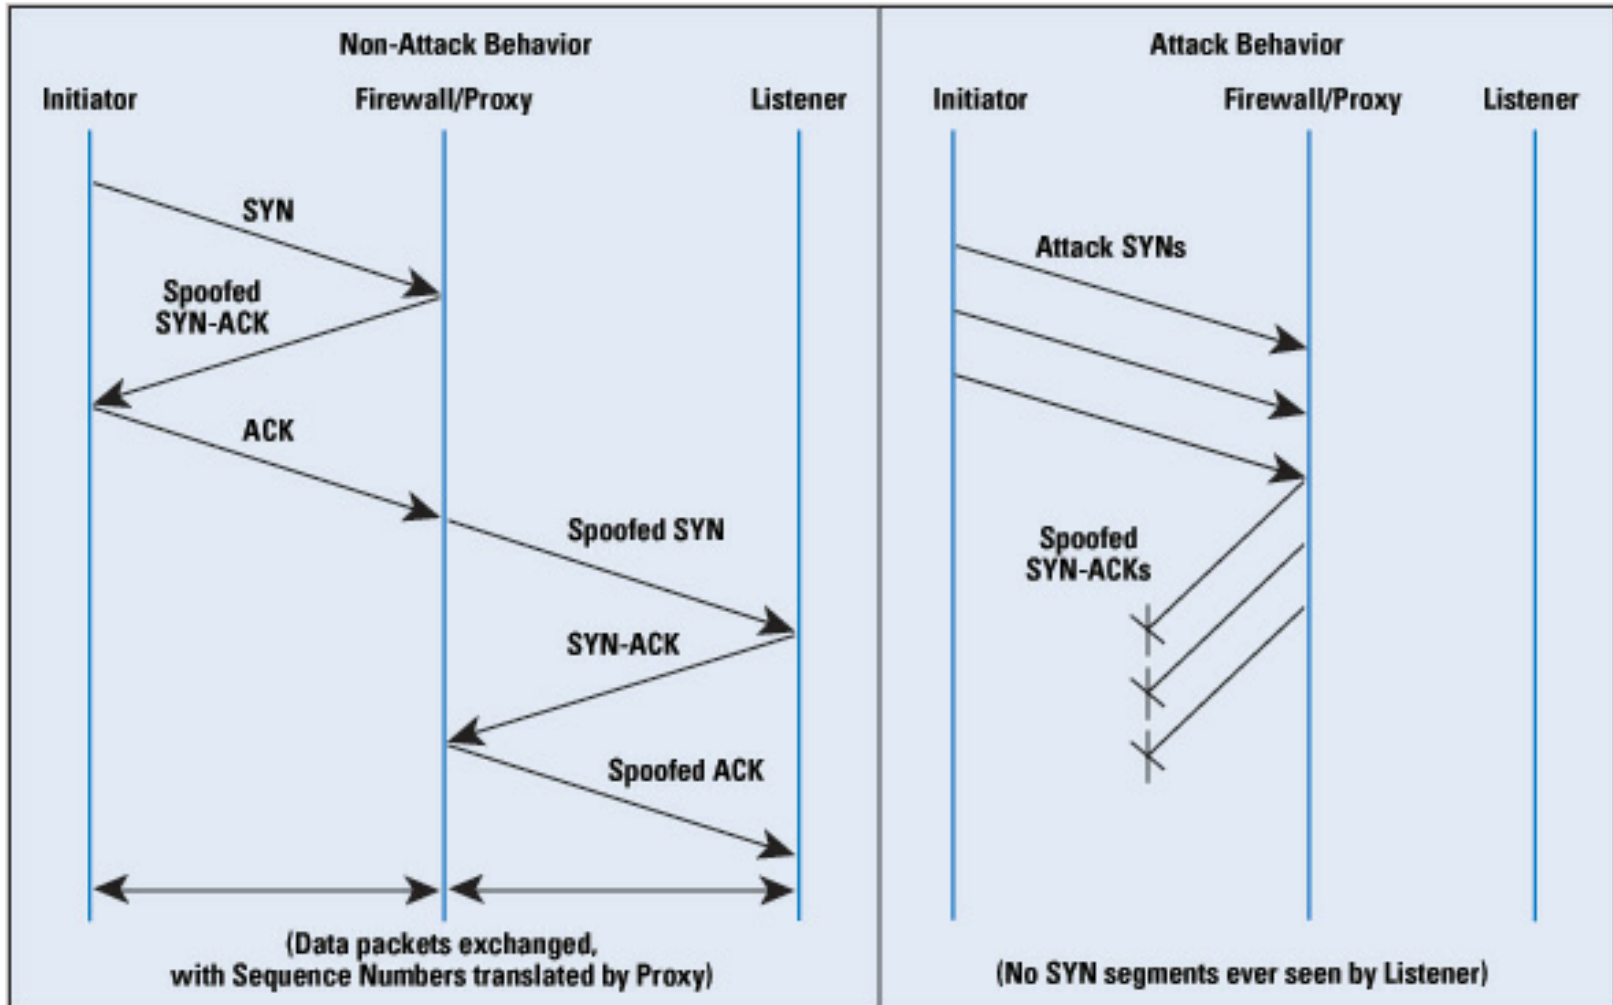 Non-Attack Behavior
Initiator
Firewall/Proxy
Listener
SYN
Spoofed
SYN-ACK
ACK
Spoofed SYN
SYN-ACK
Spoofed ACK
(Data packets exchanged,
with Sequence Numbers translated by Proxy)
Attack Behavior
Initiator
Firewall/Proxy
Listener
Attack SYNs
Spoofed
SYN-ACKs
(No SYN segments ever seen by Listener)